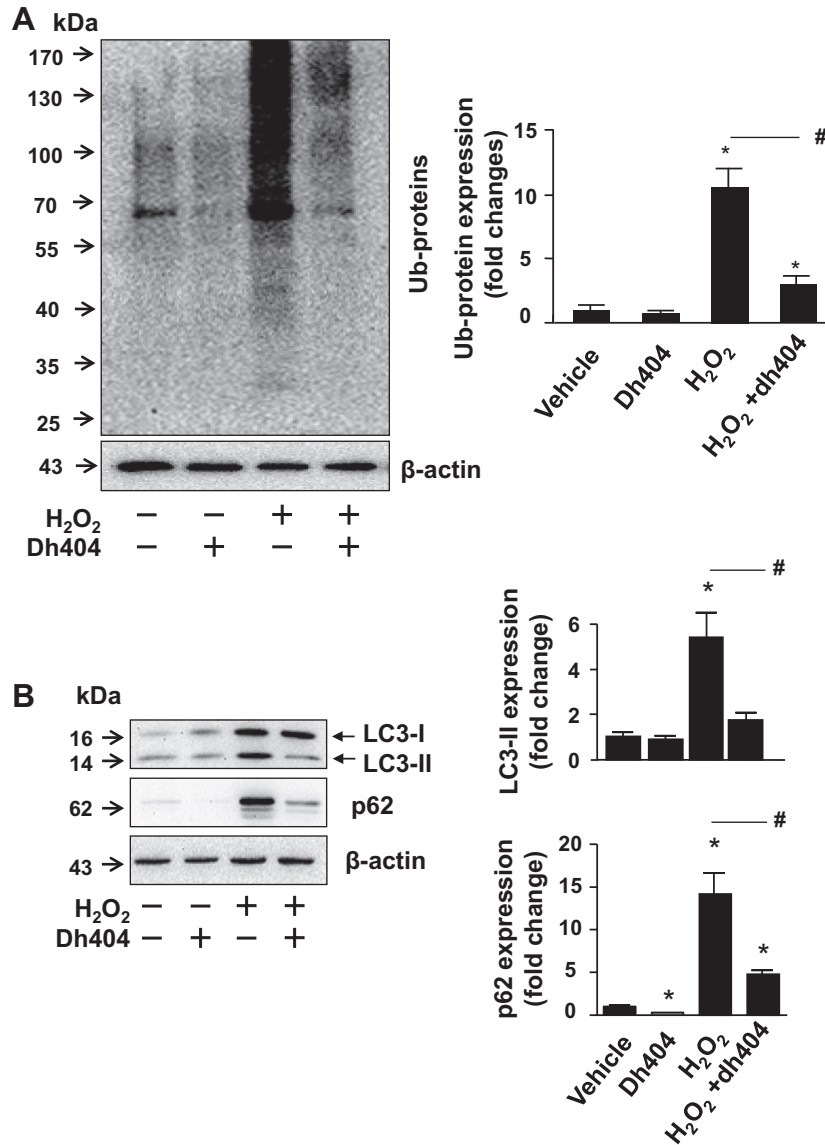 A kDa
170
130
100
70
55
40
35
25
43
Ub-proteins
β-actin
H₂O₂ − − + +
Dh404 − + − +
Ub-protein expression
(fold changes)
15
10
5
0
*
*
#
Vehicle
Dh404
H₂O₂
H₂O₂ +dh404
B kDa
16
14
62
43
LC3-I
LC3-II
p62
β-actin
H₂O₂ − − + +
Dh404 − + − +
LC3-II expression
(fold change)
6
4
2
0
*
#
p62 expression
(fold change)
20
15
10
5
0
*
*
*
#
Vehicle
Dh404
H₂O₂
H₂O₂ +dh404